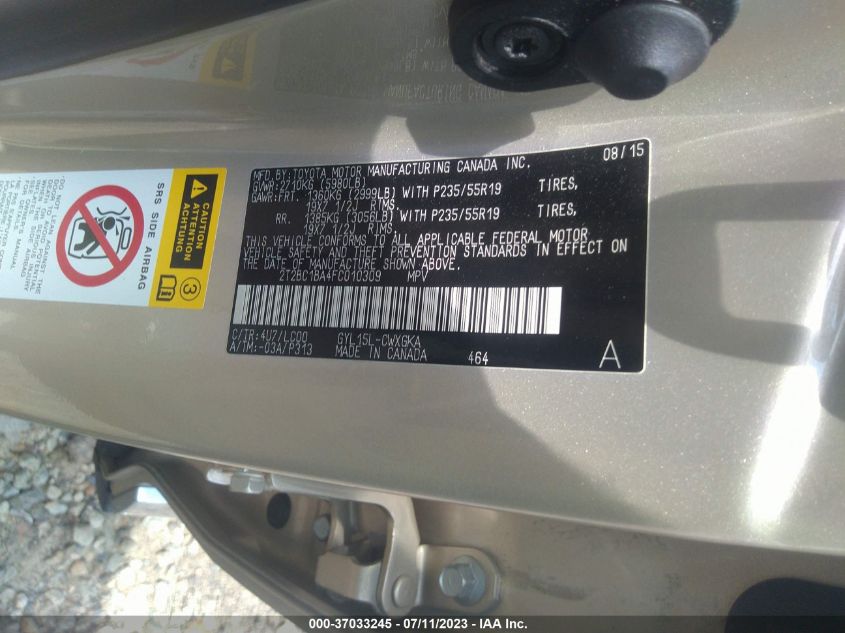 MFD. BY: TOYOTA MOTOR MANUFACTURING CANADA INC. 08/15
GVWR: 2710KG (5980LB)
GAWR: FRT. 1360KG (2999LB) WITH P235/55R19 TIRES,
19X7 1/2J RIMS,
RR. 1385KG (3056LB) WITH P235/55R19 TIRES,
19X7 1/2J RIMS.
THIS VEHICLE CONFORMS TO ALL APPLICABLE FEDERAL MOTOR
VEHICLE SAFETY AND THEFT PREVENTION STANDARDS IN EFFECT ON
THE DATE OF MANUFACTURE SHOWN ABOVE.
2T2BC1BA4FC010309 MPV
C/TR: 4V7/LC00 GYL15L-CWXGKA
A/TM: -03A/P313 MADE IN CANADA 464 A
SRS SIDE AIRBAG
ATTENTION
CAUTION
ACHTUNG
3
000-37033245 - 07/11/2023 - IAA Inc.